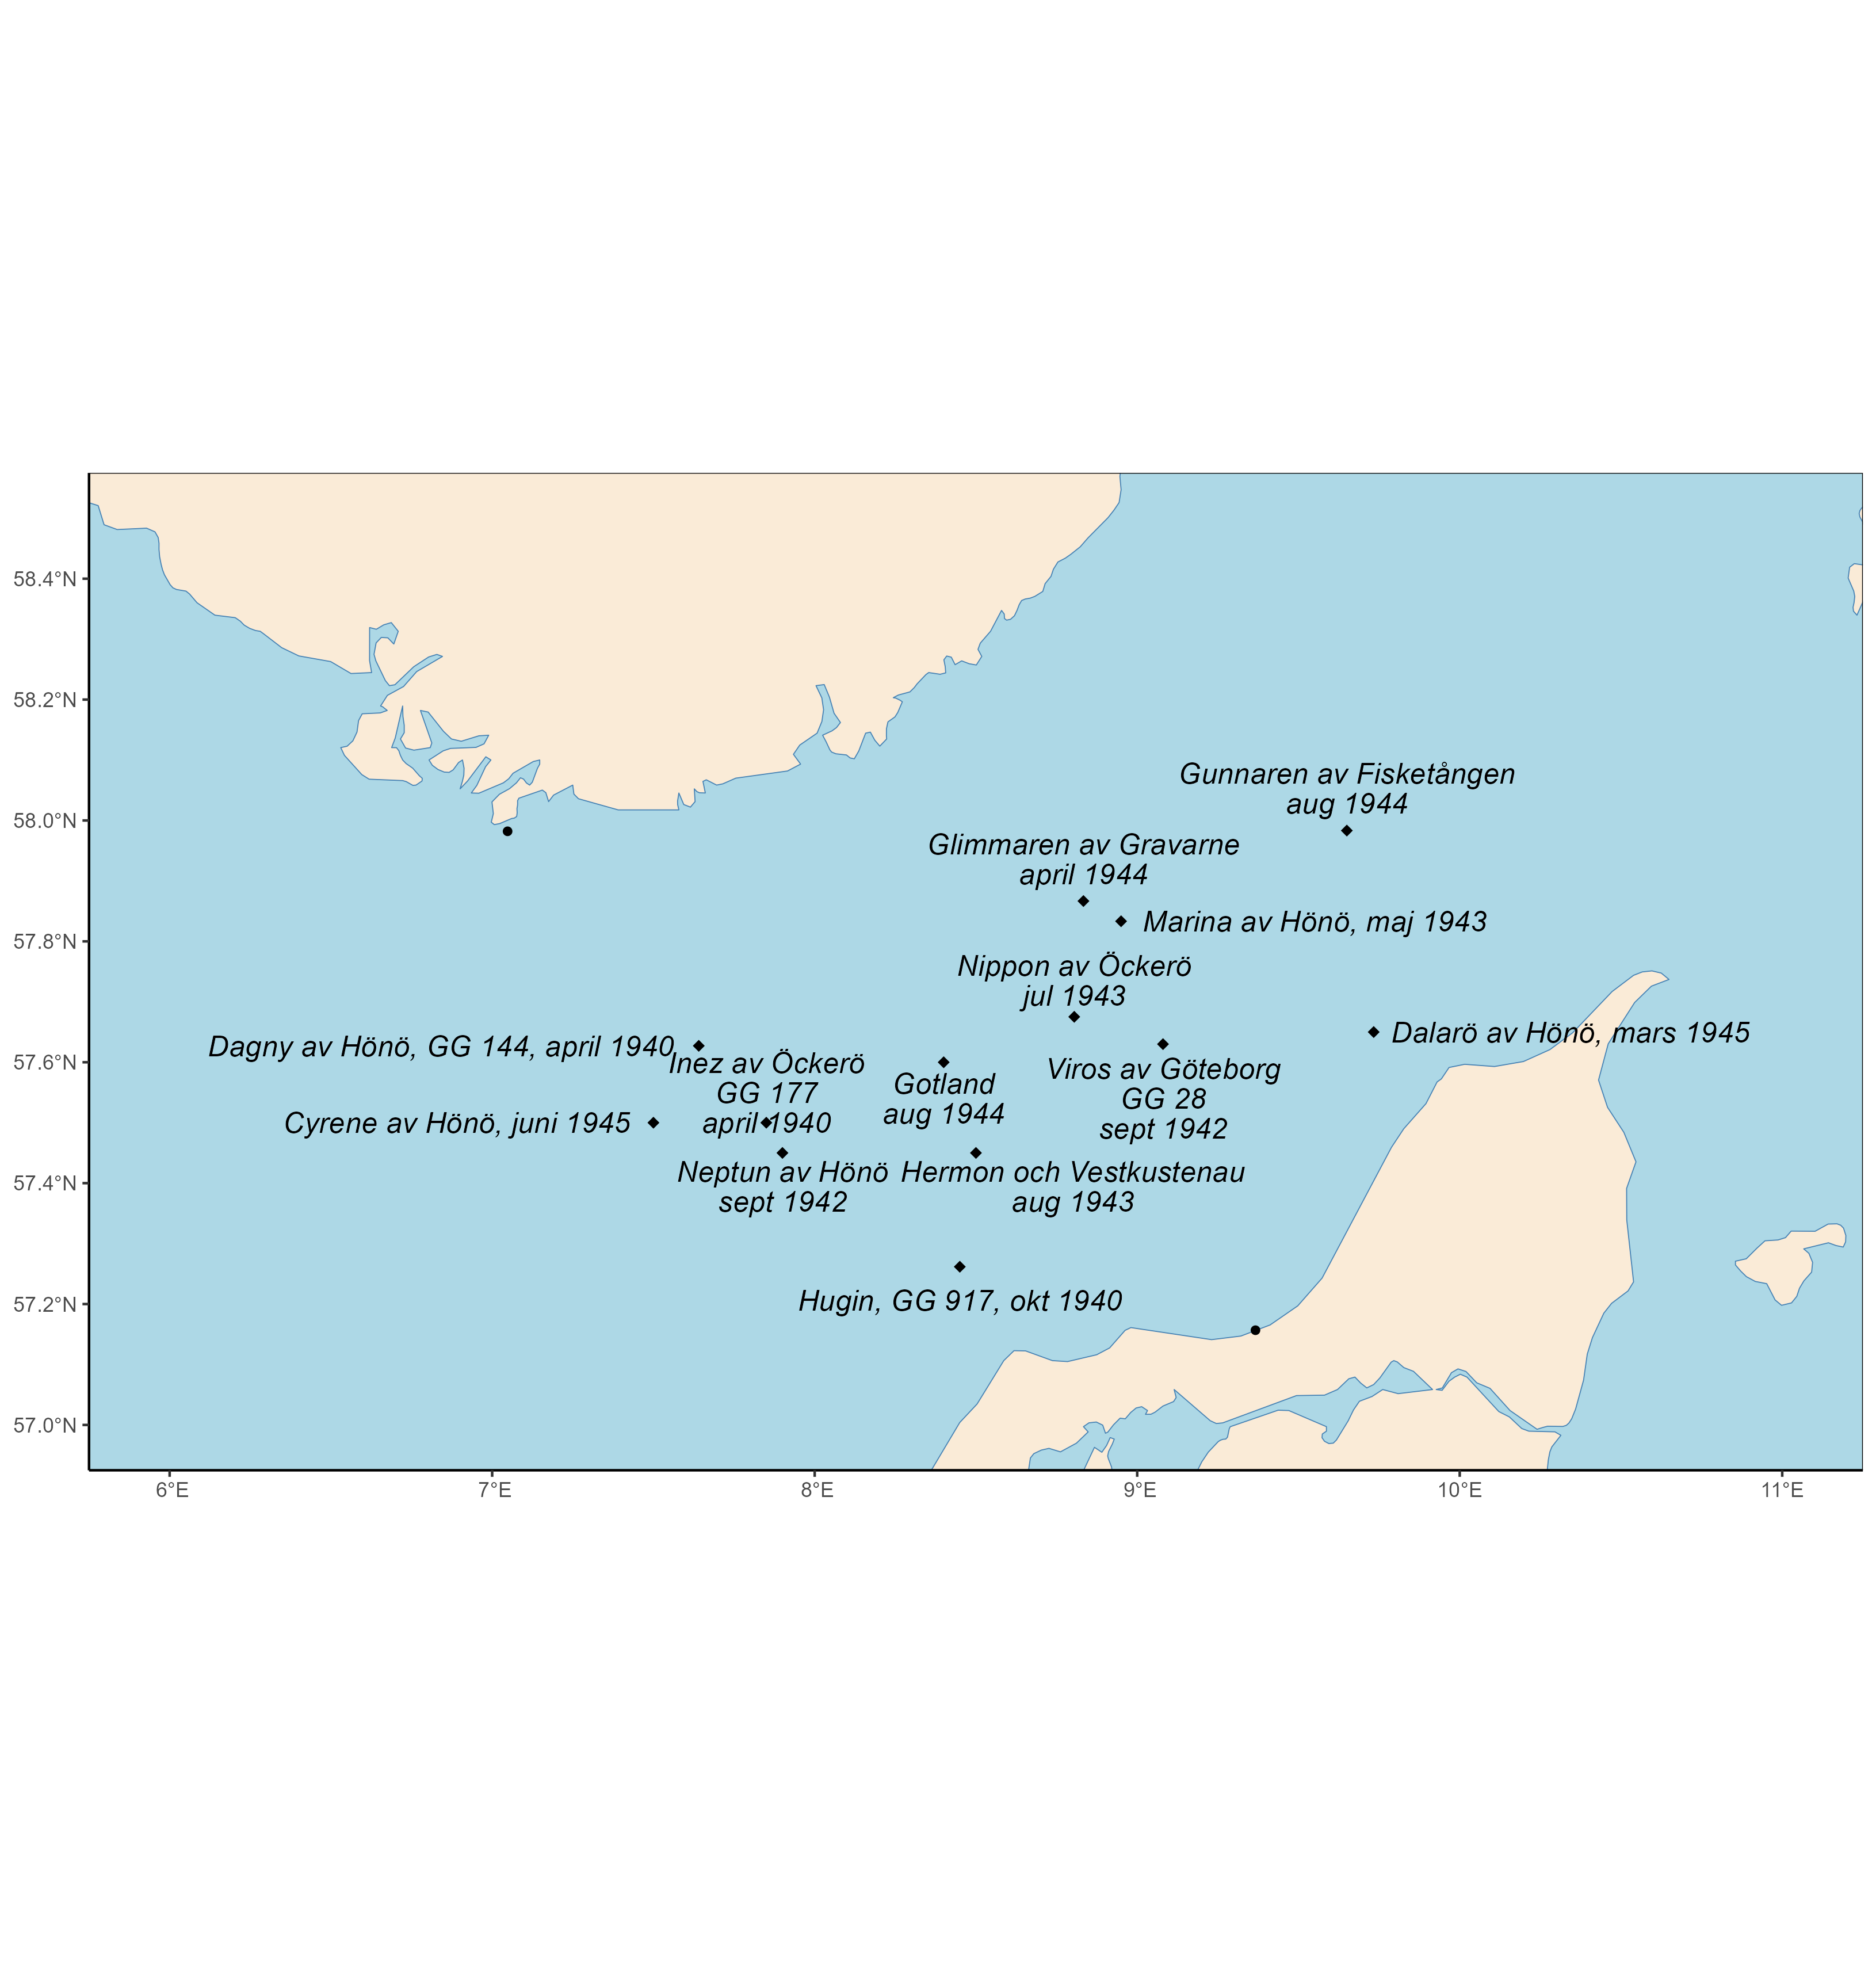 58.4°N
58.2°N
58.0°N
57.8°N
57.6°N
57.4°N
57.2°N
57.0°N
Gunnaren av Fisketången
aug 1944
Glimmaren av Gravarne
april 1944
Marina av Hönö, maj 1943
Nippon av Öckerö
jul 1943
Dalarö av Hönö, mars 1945
Dagny av Hönö, GG 144, april 1940
Inez av Öckerö
GG 177
april 1940
Gotland
aug 1944
Viros av Göteborg
GG 28
sept 1942
Cyrene av Hönö, juni 1945
Neptun av Hönö
sept 1942
Hermon och Vestkustenau
aug 1943
Hugin, GG 917, okt 1940
6°E
7°E
8°E
9°E
10°E
11°E